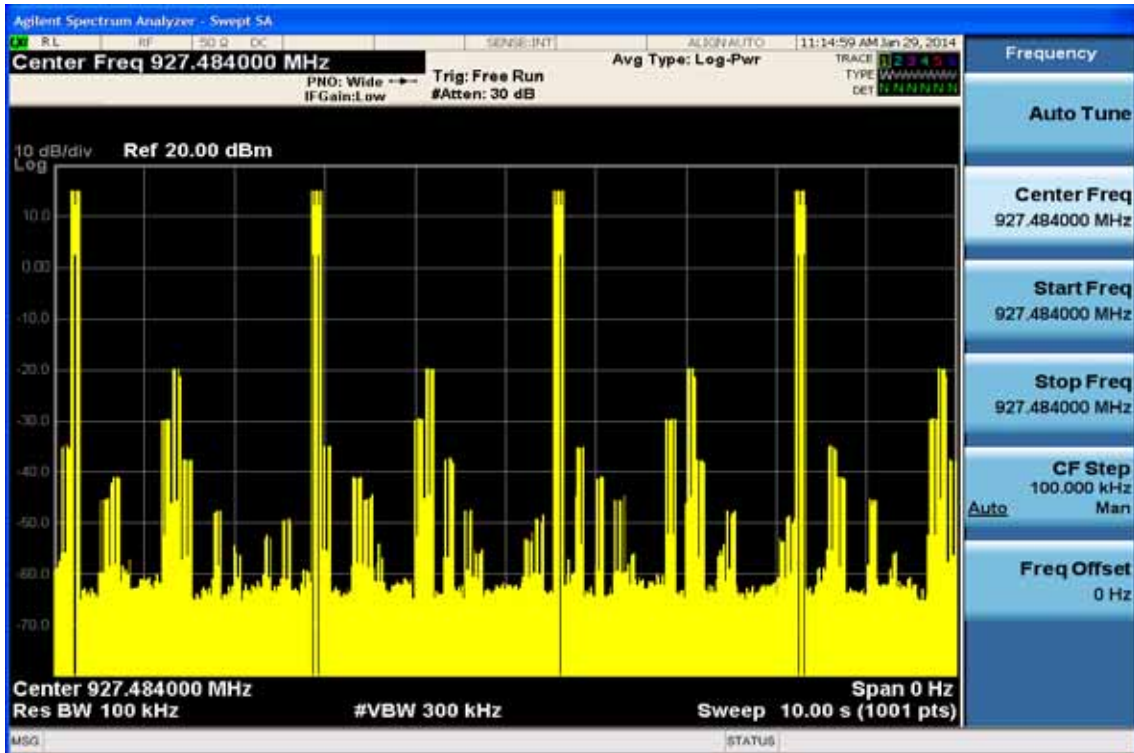 Agilent Spectrum Analyzer - Swept SA
LXI RL RF 50 Ω DC SENSE:INT ALIGN AUTO 11:14:59 AM Jan 29, 2014
Center Freq 927.484000 MHz
PNO: Wide
IFGain:Low
Trig: Free Run
#Atten: 30 dB
Avg Type: Log-Pwr
TRACE 1 2 3 4 5 6
TYPE
DET N N N N N N
10 dB/div Ref 20.00 dBm
Log
10.0
0.00
-10.0
-20.0
-30.0
-40.0
-50.0
-60.0
-70.0
Center 927.484000 MHz Span 0 Hz
Res BW 100 kHz #VBW 300 kHz Sweep 10.00 s (1001 pts)
MSG STATUS
Frequency
Auto Tune
Center Freq
927.484000 MHz
Start Freq
927.484000 MHz
Stop Freq
927.484000 MHz
CF Step
100.000 kHz
Auto Man
Freq Offset
0 Hz